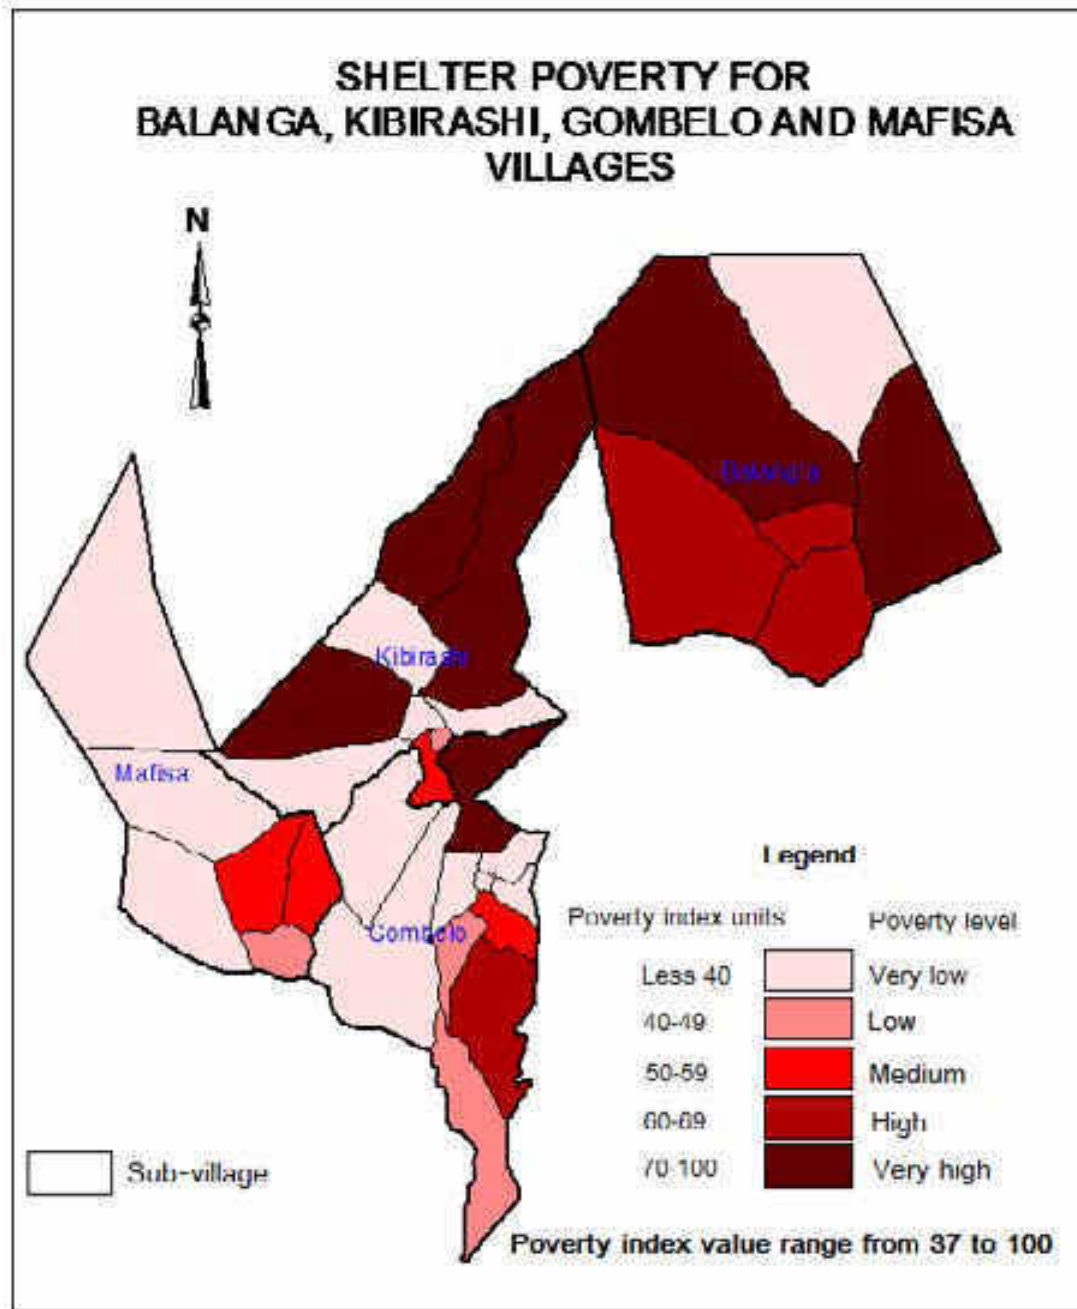 SHELTER POVERTY FOR
BALANGA, KIBIRASHI, GOMBELO AND MAFISA
VILLAGES
N
Kibirashi
Mafisa
Gombelo
Legend
Poverty index units Poverty level
Less 40 Very low
40-49 Low
50-59 Medium
60-69 High
70-100 Very high
Sub-village
Poverty index value range from 37 to 100